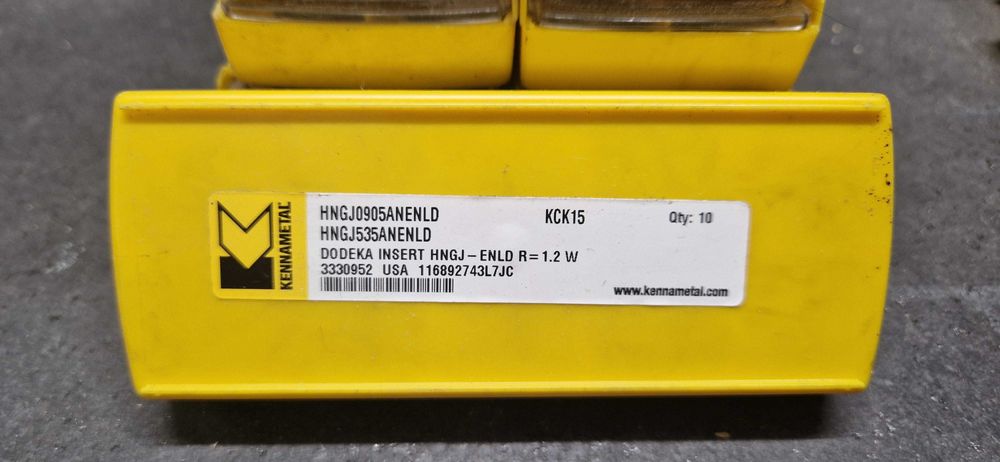 KENNAMETAL
HNGJ0905ANENLD KCK15 Qty: 10
HNGJ535ANENLD
DODEKA INSERT HNGJ-ENLD R=1.2 W
3330952 USA 116892743L7JC
www.kennametal.com